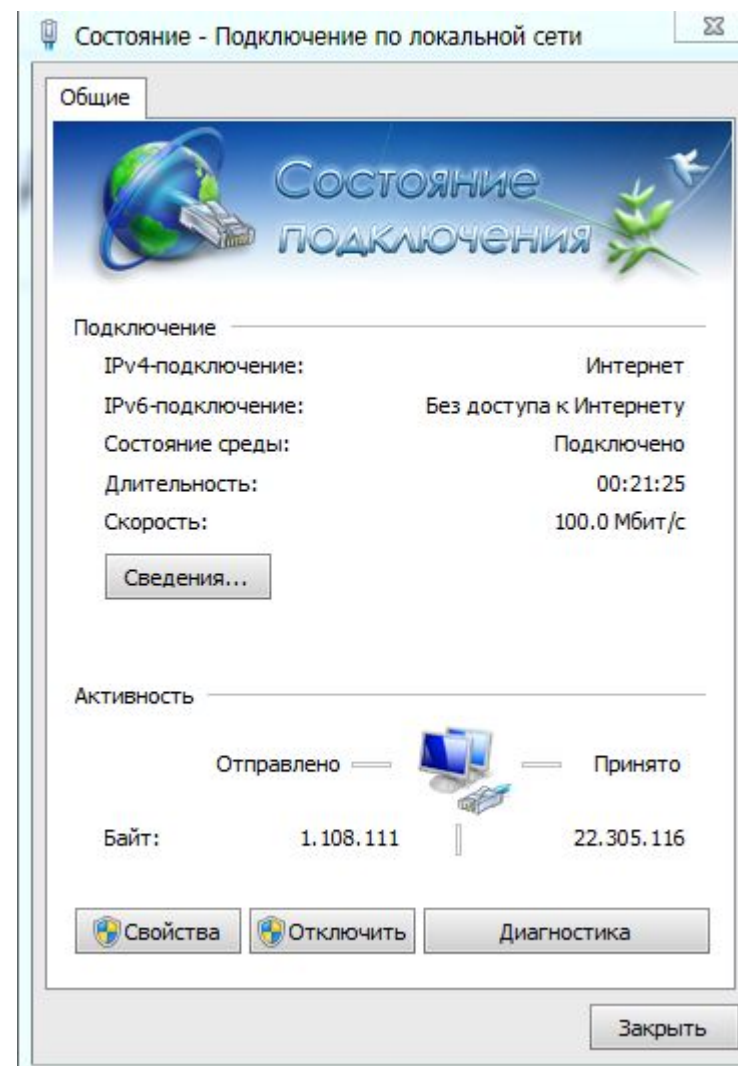 Состояние - Подключение по локальной сети
Общие
Состояние
подключения
Подключение
IPv4-подключение: Интернет
IPv6-подключение: Без доступа к Интернету
Состояние среды: Подключено
Длительность: 00:21:25
Скорость: 100.0 Мбит/с
Сведения...
Активность
Отправлено Принято
Байт: 1.108.111 22.305.116
Свойства Отключить Диагностика
Закрыть